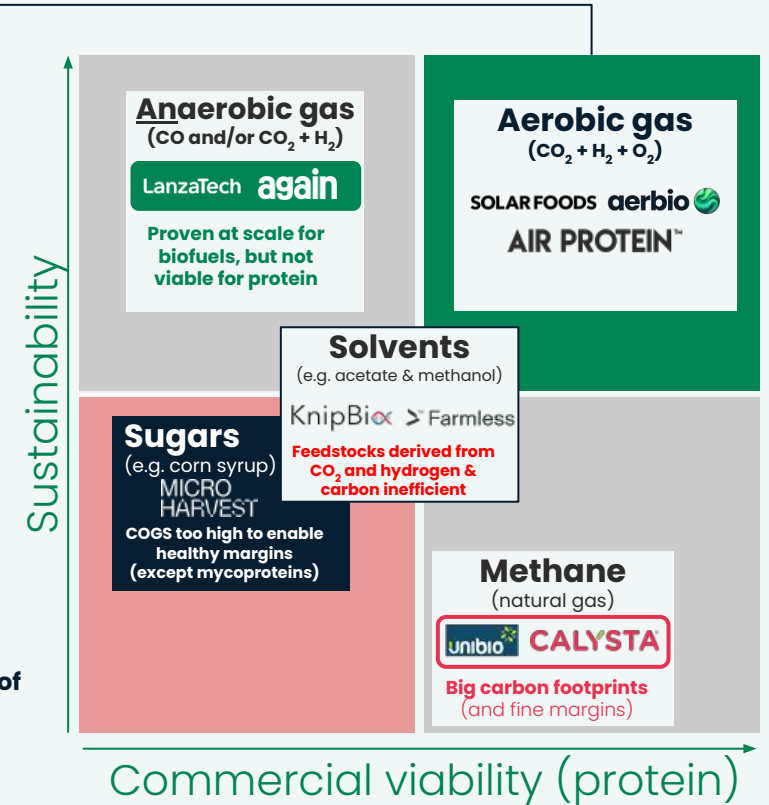 Anaerobic gas
(CO and/or CO₂ + H₂)
LanzaTech again
Proven at scale for
biofuels, but not
viable for protein
Aerobic gas
(CO₂ + H₂ + O₂)
SOLAR FOODS aerbio
AIR PROTEIN™
Solvents
(e.g. acetate & methanol)
KnipBio Farmless
Feedstocks derived from
CO₂ and hydrogen &
carbon inefficient
Sugars
(e.g. corn syrup)
MICRO
HARVEST
COGS too high to enable
healthy margins
(except mycoproteins)
Methane
(natural gas)
unibio CALYSTA
Big carbon footprints
(and fine margins)
of
Sustainability
Commercial viability (protein)